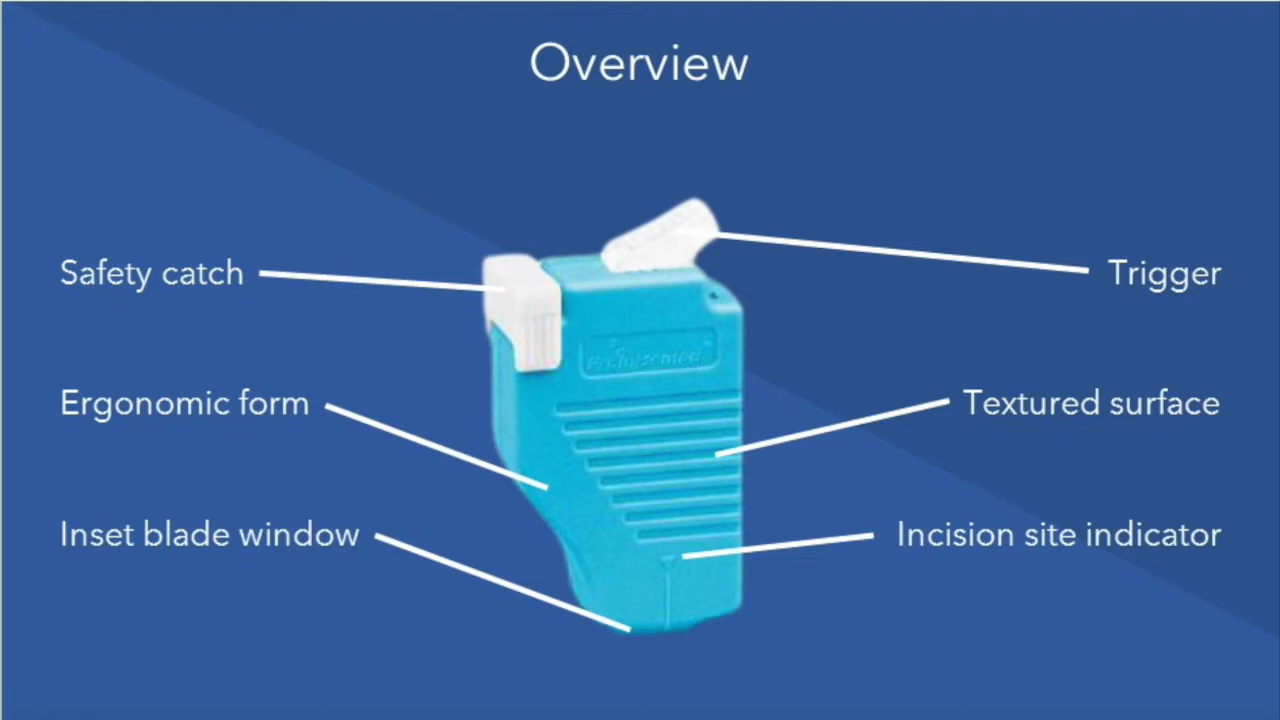 Overview
Safety catch
Trigger
Ergonomic form
Textured surface
Inset blade window
Incision site indicator